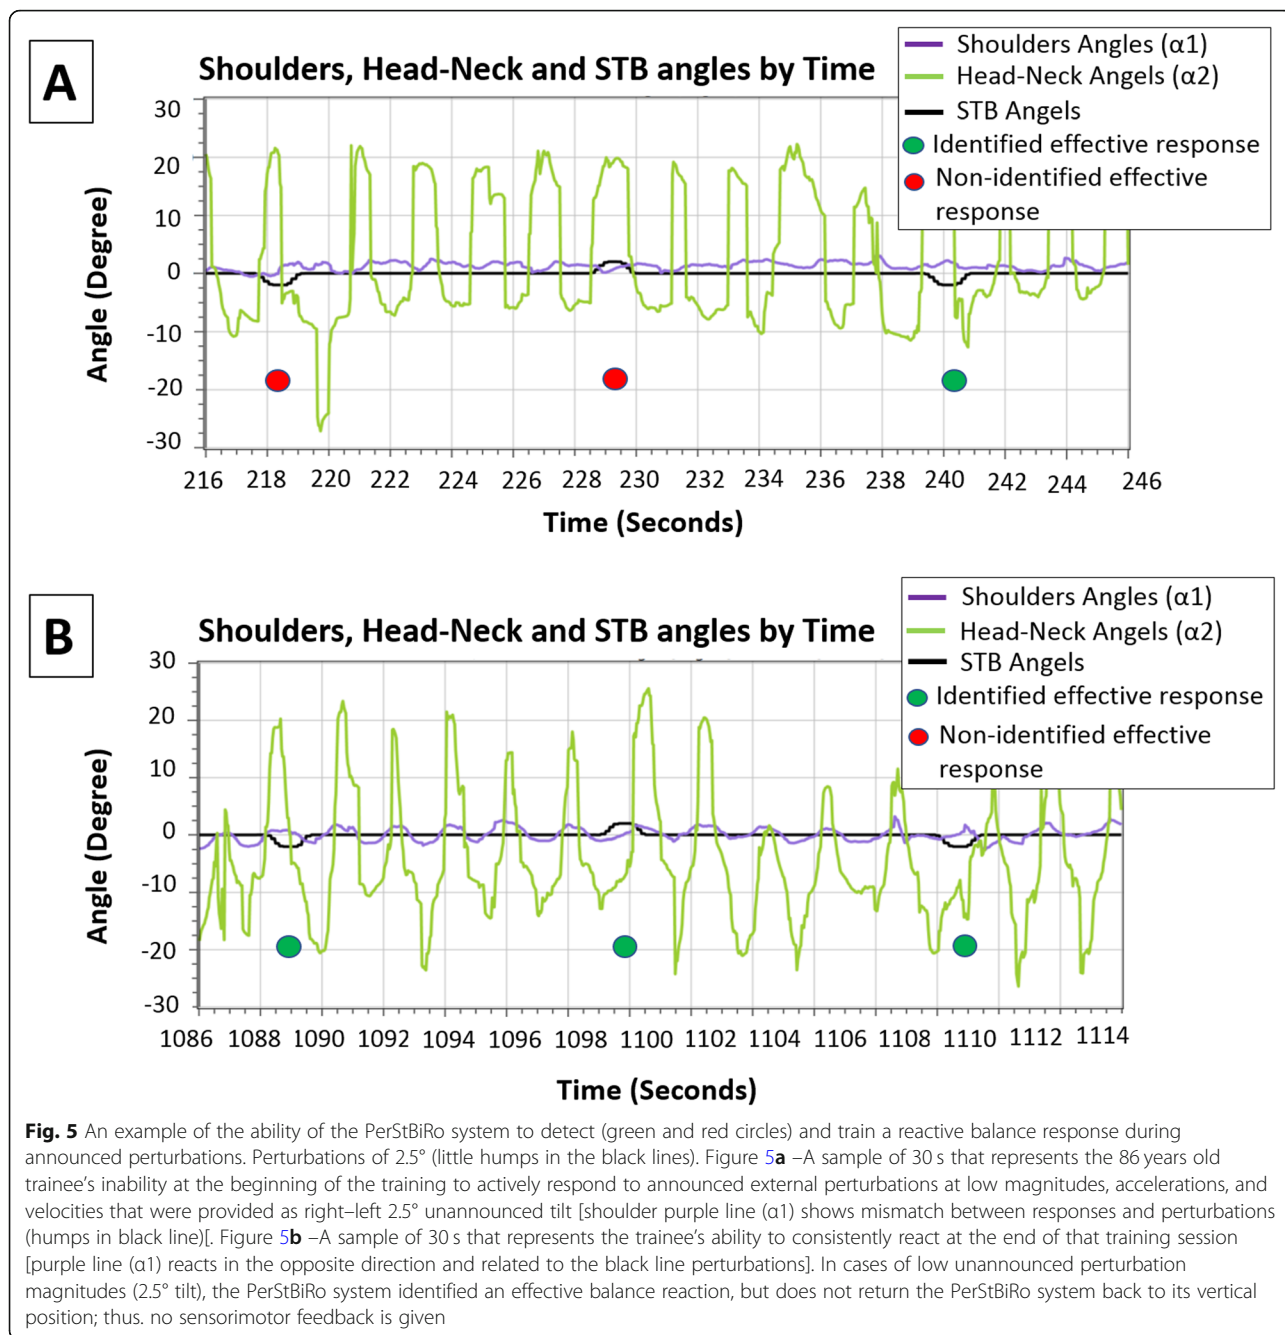 A
Shoulders, Head-Neck and STB angles by Time
Shoulders Angles (α1)
Head-Neck Angels (α2)
STB Angels
Identified effective response
Non-identified effective
response
30
20
10
0
-10
-20
-30
Angle (Degree)
216 218 220 222 224 226 228 230 232 234 236 238 240 242 244 246
Time (Seconds)
B
Shoulders, Head-Neck and STB angles by Time
Shoulders Angles (α1)
Head-Neck Angels (α2)
STB Angels
Identified effective response
Non-identified effective
response
30
20
10
0
-10
-20
-30
Angle (Degree)
1086 1088 1090 1092 1094 1096 1098 1100 1102 1104 1106 1108 1110 1112 1114
Time (Seconds)
Fig. 5 An example of the ability of the PerStBiRo system to detect (green and red circles) and train a reactive balance response during
announced perturbations. Perturbations of 2.5° (little humps in the black lines). Figure 5a –A sample of 30 s that represents the 86 years old
trainee's inability at the beginning of the training to actively respond to announced external perturbations at low magnitudes, accelerations, and
velocities that were provided as right–left 2.5° unannounced tilt [shoulder purple line (α1) shows mismatch between responses and perturbations
(humps in black line)[. Figure 5b –A sample of 30 s that represents the trainee's ability to consistently react at the end of that training session
[purple line (α1) reacts in the opposite direction and related to the black line perturbations]. In cases of low unannounced perturbation
magnitudes (2.5° tilt), the PerStBiRo system identified an effective balance reaction, but does not return the PerStBiRo system back to its vertical
position; thus. no sensorimotor feedback is given